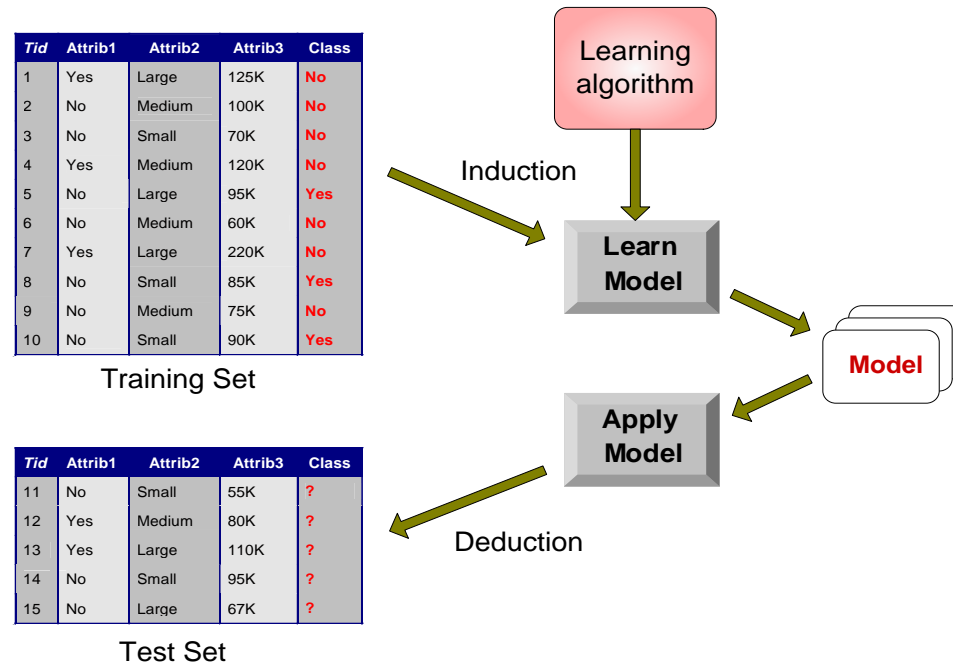 Tid Attrib1 Attrib2 Attrib3 Class
1 Yes Large 125K No
2 No Medium 100K No
3 No Small 70K No
4 Yes Medium 120K No
5 No Large 95K Yes
6 No Medium 60K No
7 Yes Large 220K No
8 No Small 85K Yes
9 No Medium 75K No
10 No Small 90K Yes
Training Set
Learning
algorithm
Induction
Learn
Model
Model
Apply
Model
Deduction
Tid Attrib1 Attrib2 Attrib3 Class
11 No Small 55K ?
12 Yes Medium 80K ?
13 Yes Large 110K ?
14 No Small 95K ?
15 No Large 67K ?
Test Set